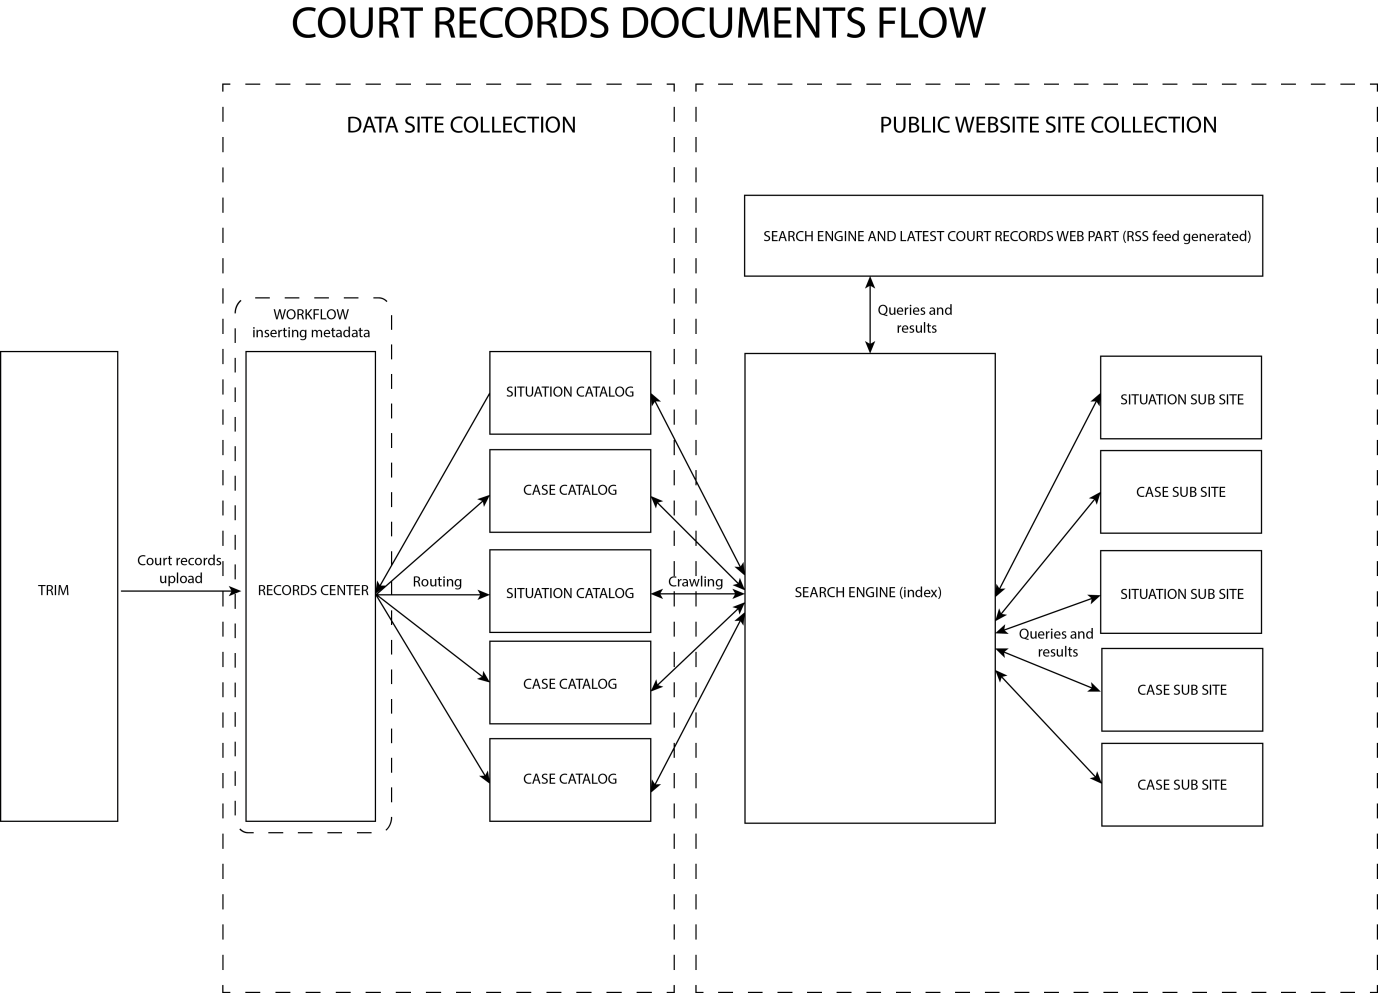 COURT RECORDS DOCUMENTS FLOW
DATA SITE COLLECTION
PUBLIC WEBSITE SITE COLLECTION
SEARCH ENGINE AND LATEST COURT RECORDS WEB PART (RSS feed generated)
Queries and
results
WORKFLOW
inserting metadata
TRIM
Court records
upload
RECORDS CENTER
Routing
SITUATION CATALOG
CASE CATALOG
SITUATION CATALOG
CASE CATALOG
CASE CATALOG
Crawling
SEARCH ENGINE (index)
Queries and
results
SITUATION SUB SITE
CASE SUB SITE
SITUATION SUB SITE
CASE SUB SITE
CASE SUB SITE